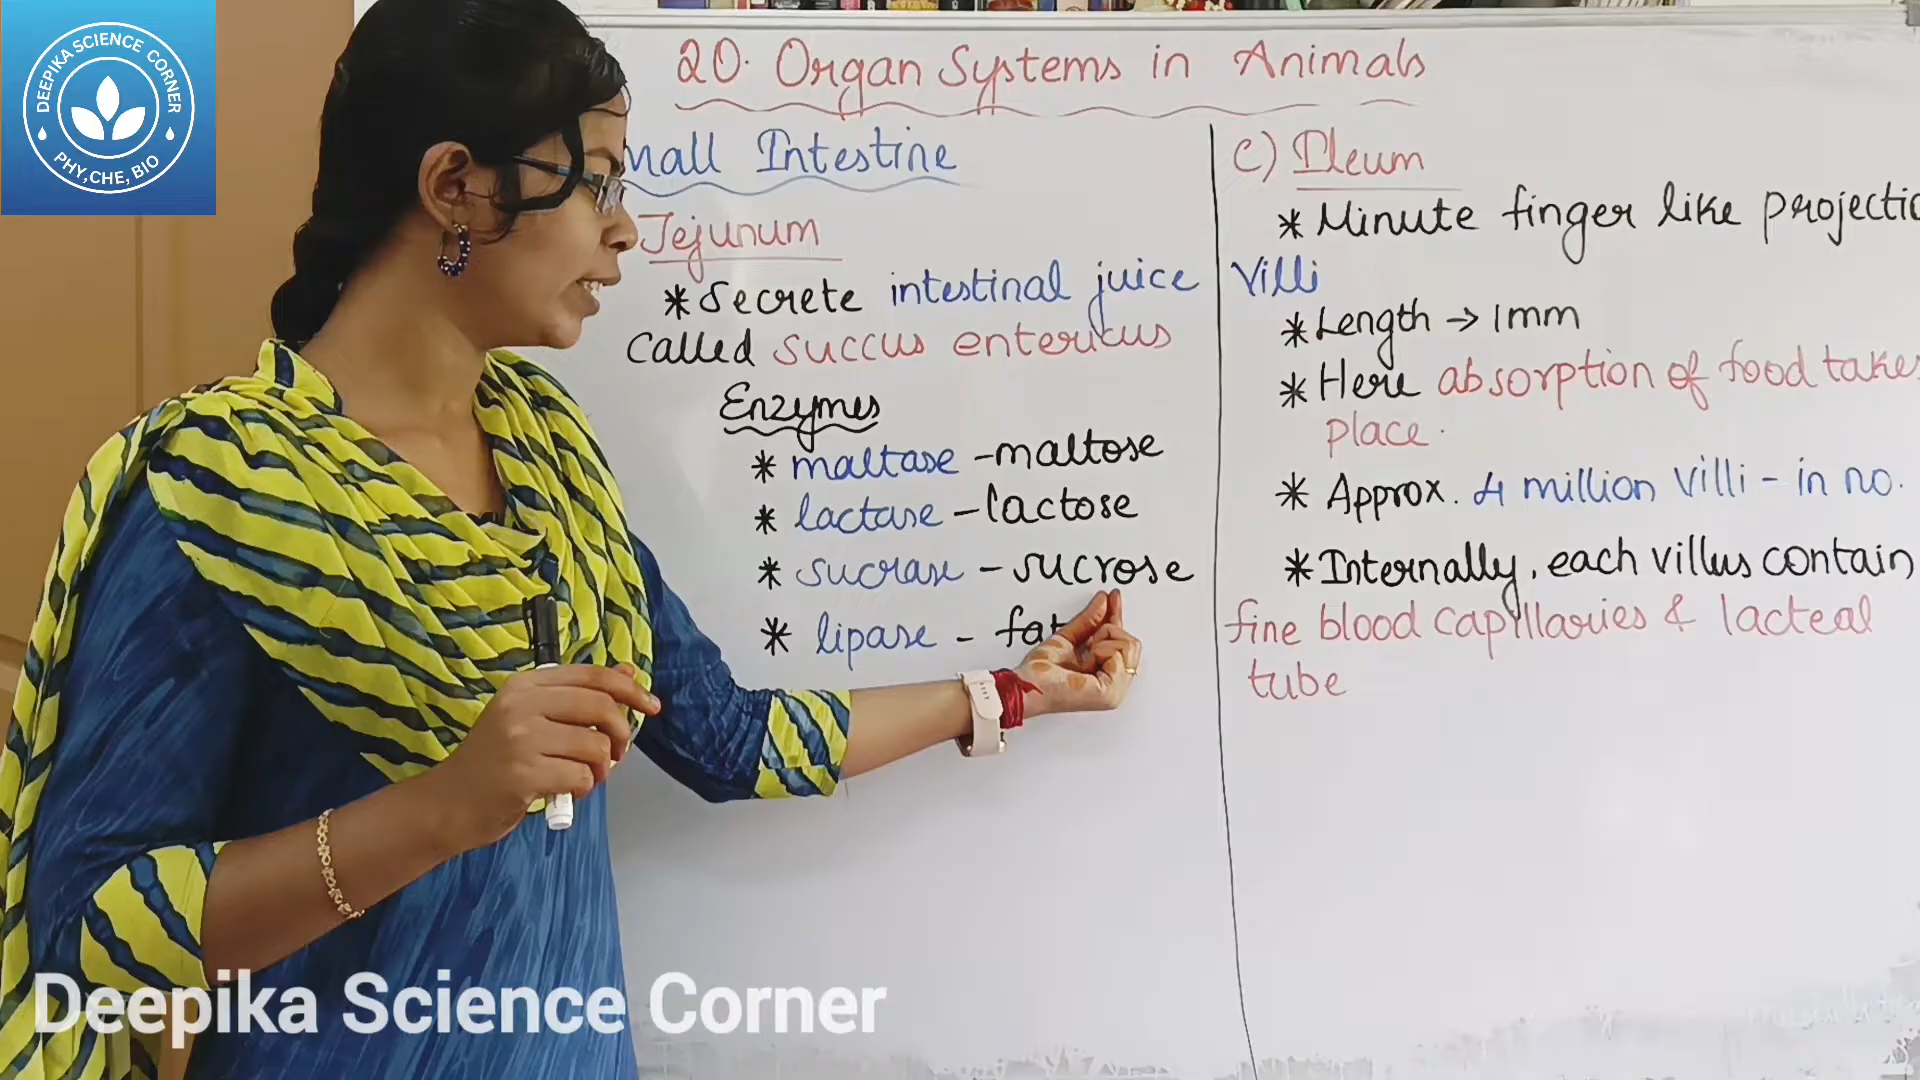 DEEPIKA SCIENCE CORNER
PHY,CHE, BIO
20. Organ Systems in Animals
mall Intestine
Jejunum
* Secrete intestinal juice
called succus entericus
Enzymes
* maltase - maltose
* lactase - lactose
* sucrase - sucrose
* lipase - fat
C) Ileum
* Minute finger like projectio
Villi
* Length → 1mm
* Here absorption of food takes
place.
* Approx. 4 million villi - in no.
* Internally, each villus contain
fine blood capillaries & lacteal
tube
Deepika Science Corner